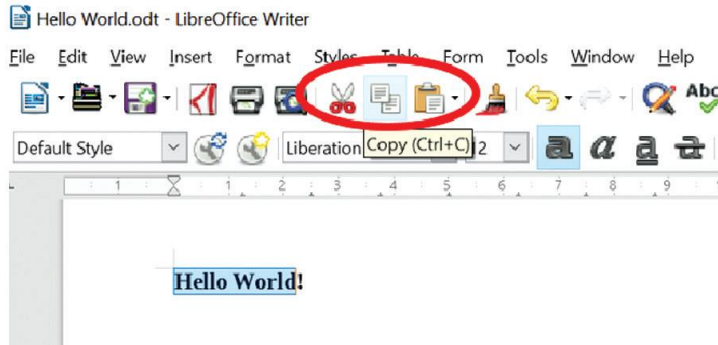 Hello World.odt - LibreOffice Writer
File Edit View Insert Format Styles Table Form Tools Window Help
Abc
Default Style Liberation 12 a a a a
Copy (Ctrl+C)
1 1 2 3 4 5 6 7 8 9
Hello World!